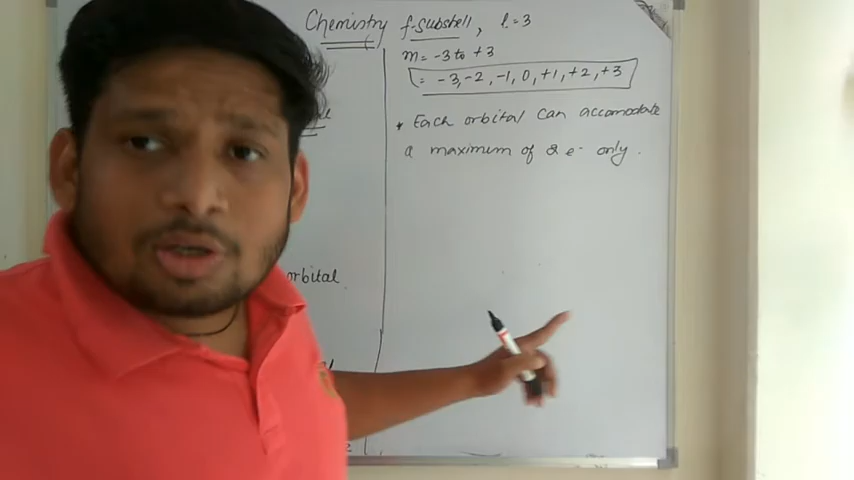 Chemistry f-subshell, l=3
m= -3 to +3
= -3,-2, -1, 0, +1, +2, +3
* Each orbital can accomodate
a maximum of 2 e⁻ only.
orbital